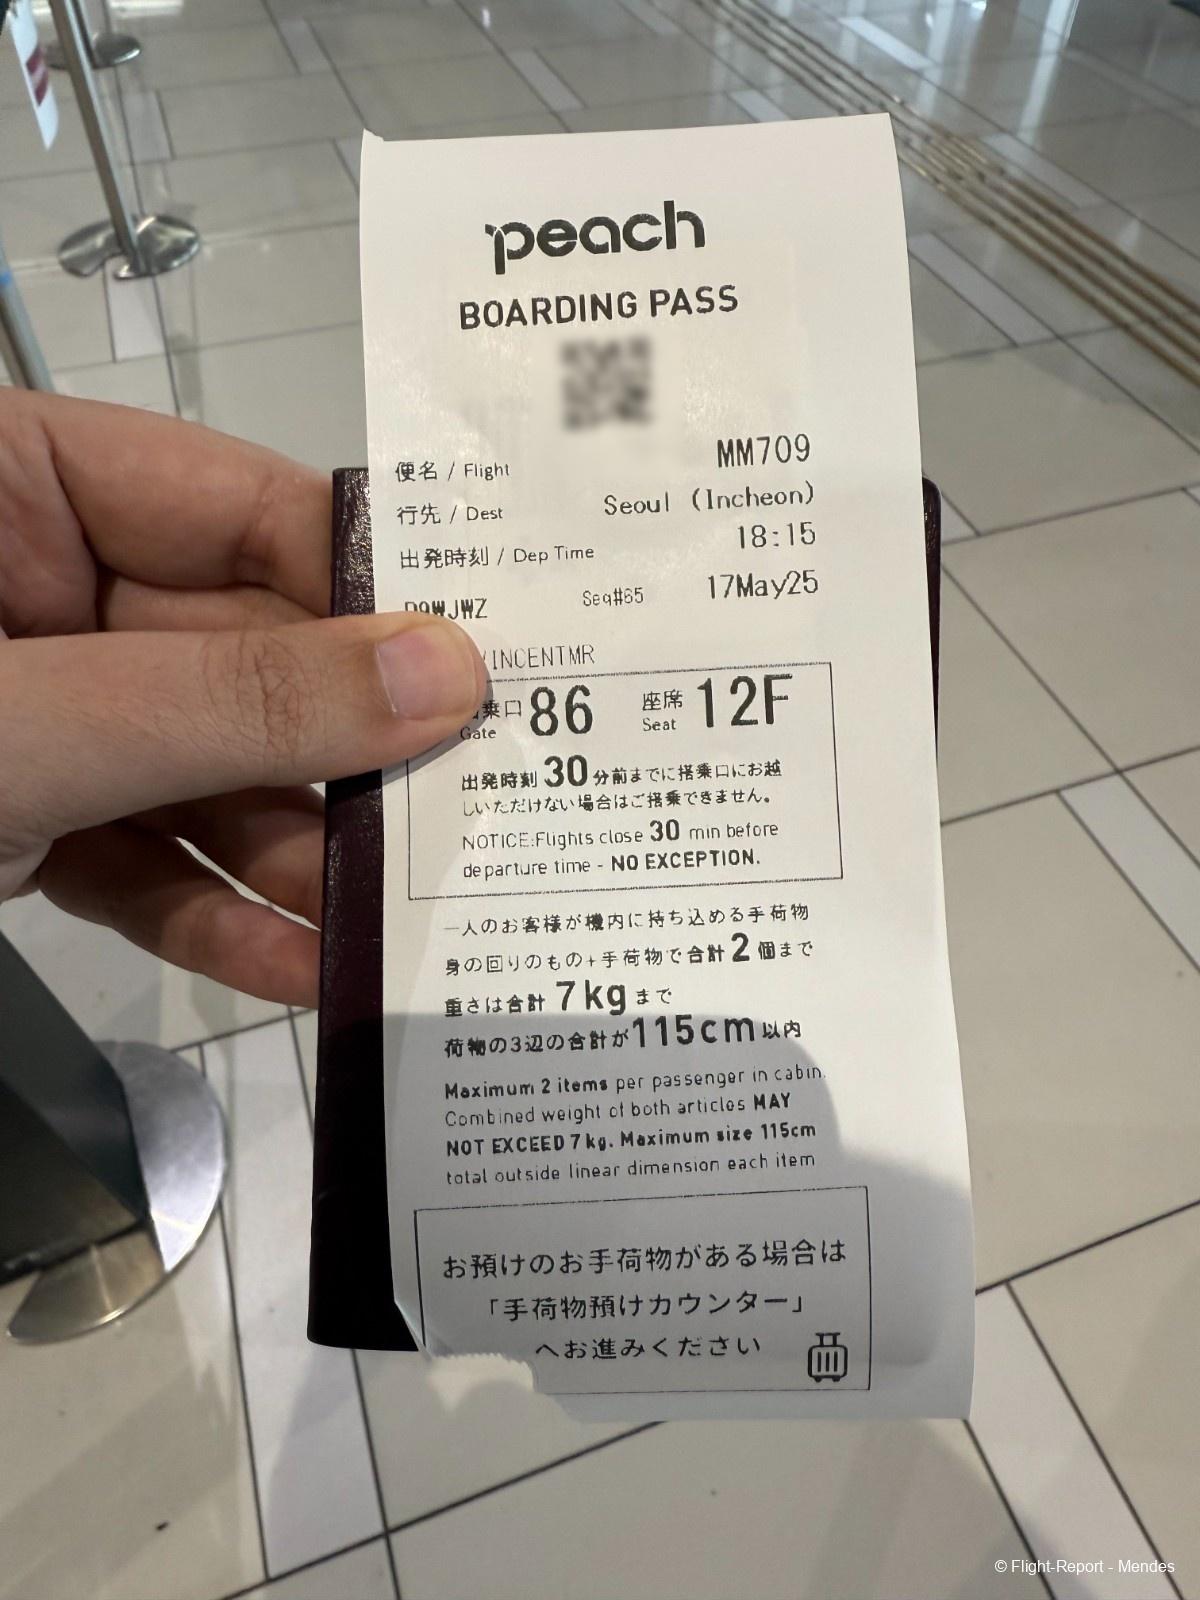 peach
BOARDING PASS
便名 / Flight MM709
行先 / Dest Seoul (Incheon)
出発時刻 / Dep Time 18:15
Seq#65 17May25
INCENTMR
乗口 86 座席 12F
Gate Seat
出発時刻 30 分前までに搭乗口にお越
しいただけない場合はご搭乗できません。
NOTICE:Flights close 30 min before
departure time - NO EXCEPTION.
一人のお客様が機内に持ち込める手荷物
身の回りのもの+手荷物で合計 2 個まで
重さは合計 7kg まで
荷物の3辺の合計が115cm以内
Maximum 2 items per passenger in cabin.
Combined weight of both articles MAY
NOT EXCEED 7kg. Maximum size 115cm
total outside linear dimension each item
お預けのお手荷物がある場合は
「手荷物預けカウンター」
へお進みください
© Flight-Report - Mendes